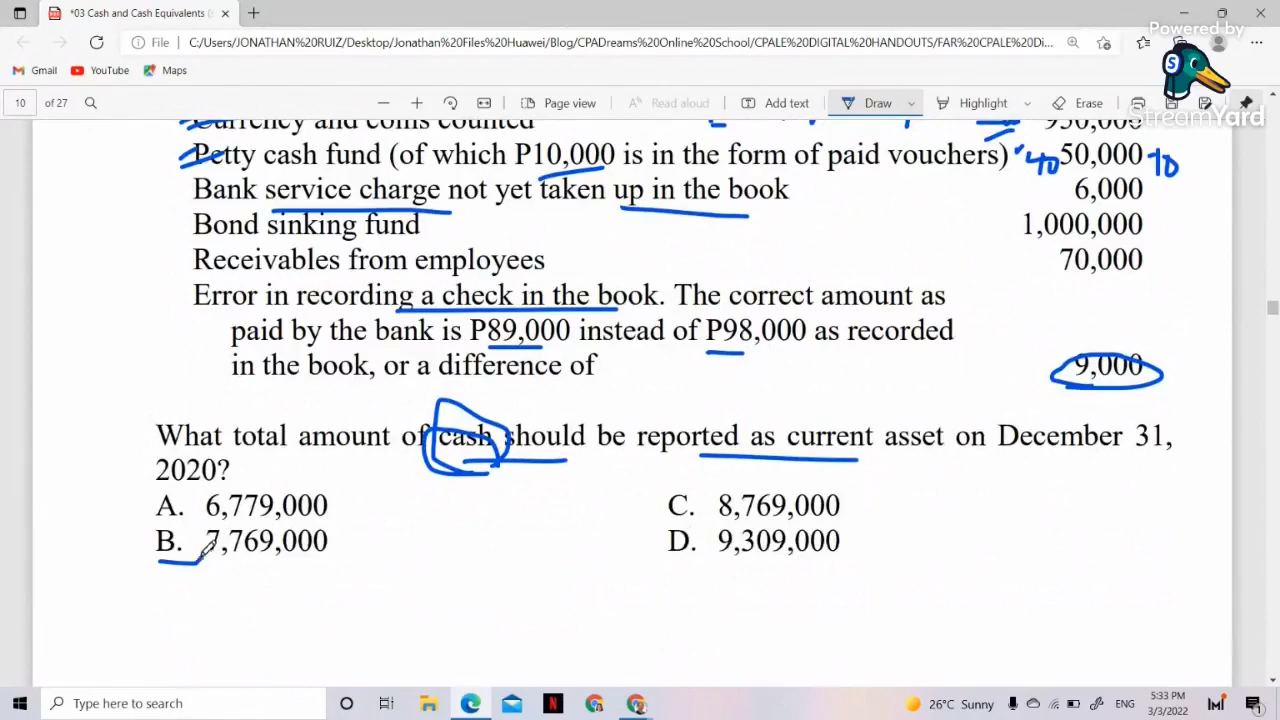 *03 Cash and Cash Equivalents (
File C:/Users/JONATHAN%20RUIZ/Desktop/Jonathan%20Files%20Huawei/Blog/CPADreams%20Online%20School/CPALE%20DIGITAL%20HANDOUTS/FAR%20CPALE%20Di...
Powered by
StreamYard
Gmail YouTube Maps
10 of 27 Page view Read aloud Add text Draw Highlight Erase
Currency and coins counted 950,000
Petty cash fund (of which P10,000 is in the form of paid vouchers) 40 50,000 10
Bank service charge not yet taken up in the book 6,000
Bond sinking fund 1,000,000
Receivables from employees 70,000
Error in recording a check in the book. The correct amount as
paid by the bank is P89,000 instead of P98,000 as recorded
in the book, or a difference of 9,000
What total amount of cash should be reported as current asset on December 31,
2020?
A. 6,779,000 C. 8,769,000
B. 7,769,000 D. 9,309,000
Type here to search 26°C Sunny ENG 5:33 PM
3/3/2022